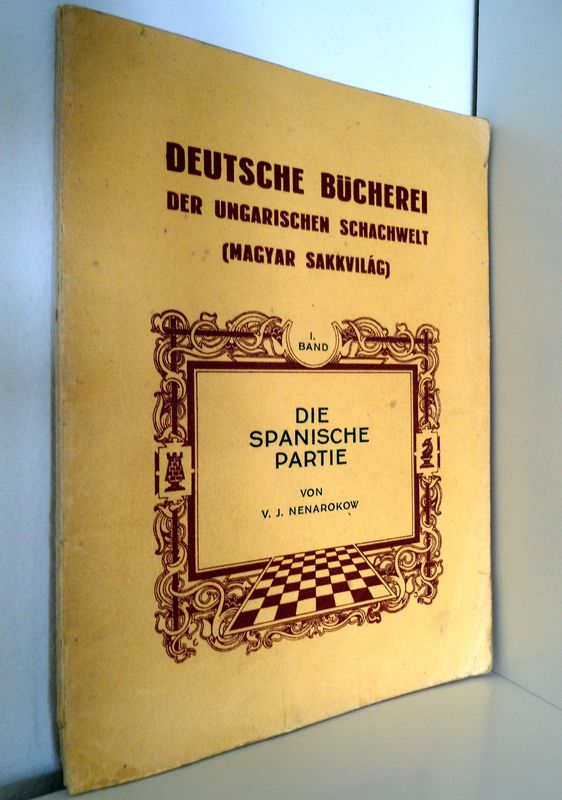 DEUTSCHE BÜCHEREI
DER UNGARISCHEN SCHACHWELT
(MAGYAR SAKKVILÁG)
I.
BAND
DIE
SPANISCHE
PARTIE
VON
V. J. NENAROKOW